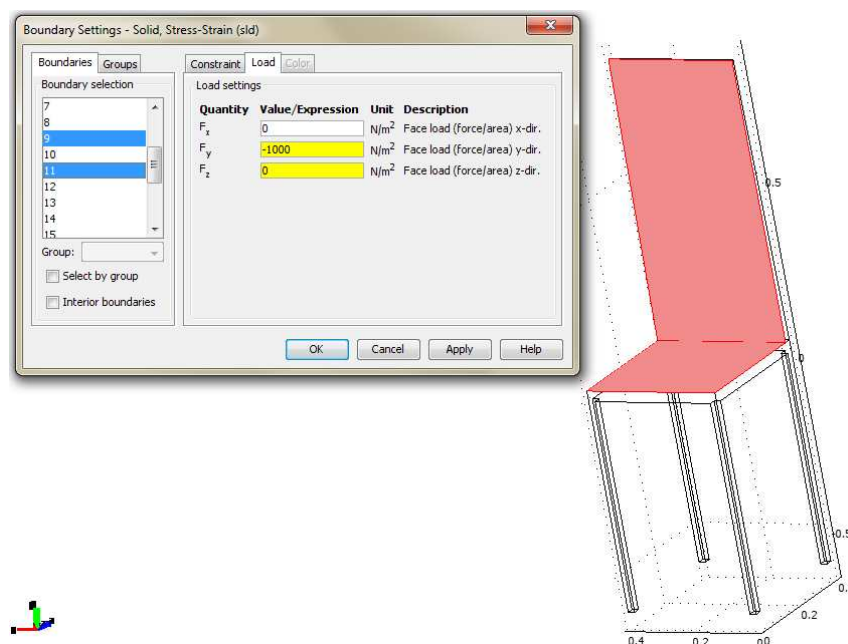 Boundary Settings - Solid, Stress-Strain (sld)
Boundaries Groups
Constraint Load Color
Boundary selection
7
8
9
10
11
12
13
14
15
Group:
Select by group
Interior boundaries
Load settings
Quantity Value/Expression Unit Description
Fx 0 N/m2 Face load (force/area) x-dir.
Fy -1000 N/m2 Face load (force/area) y-dir.
Fz 0 N/m2 Face load (force/area) z-dir.
OK Cancel Apply Help
0.5
0
-0.5
0.2
0
0.4 0.2 0